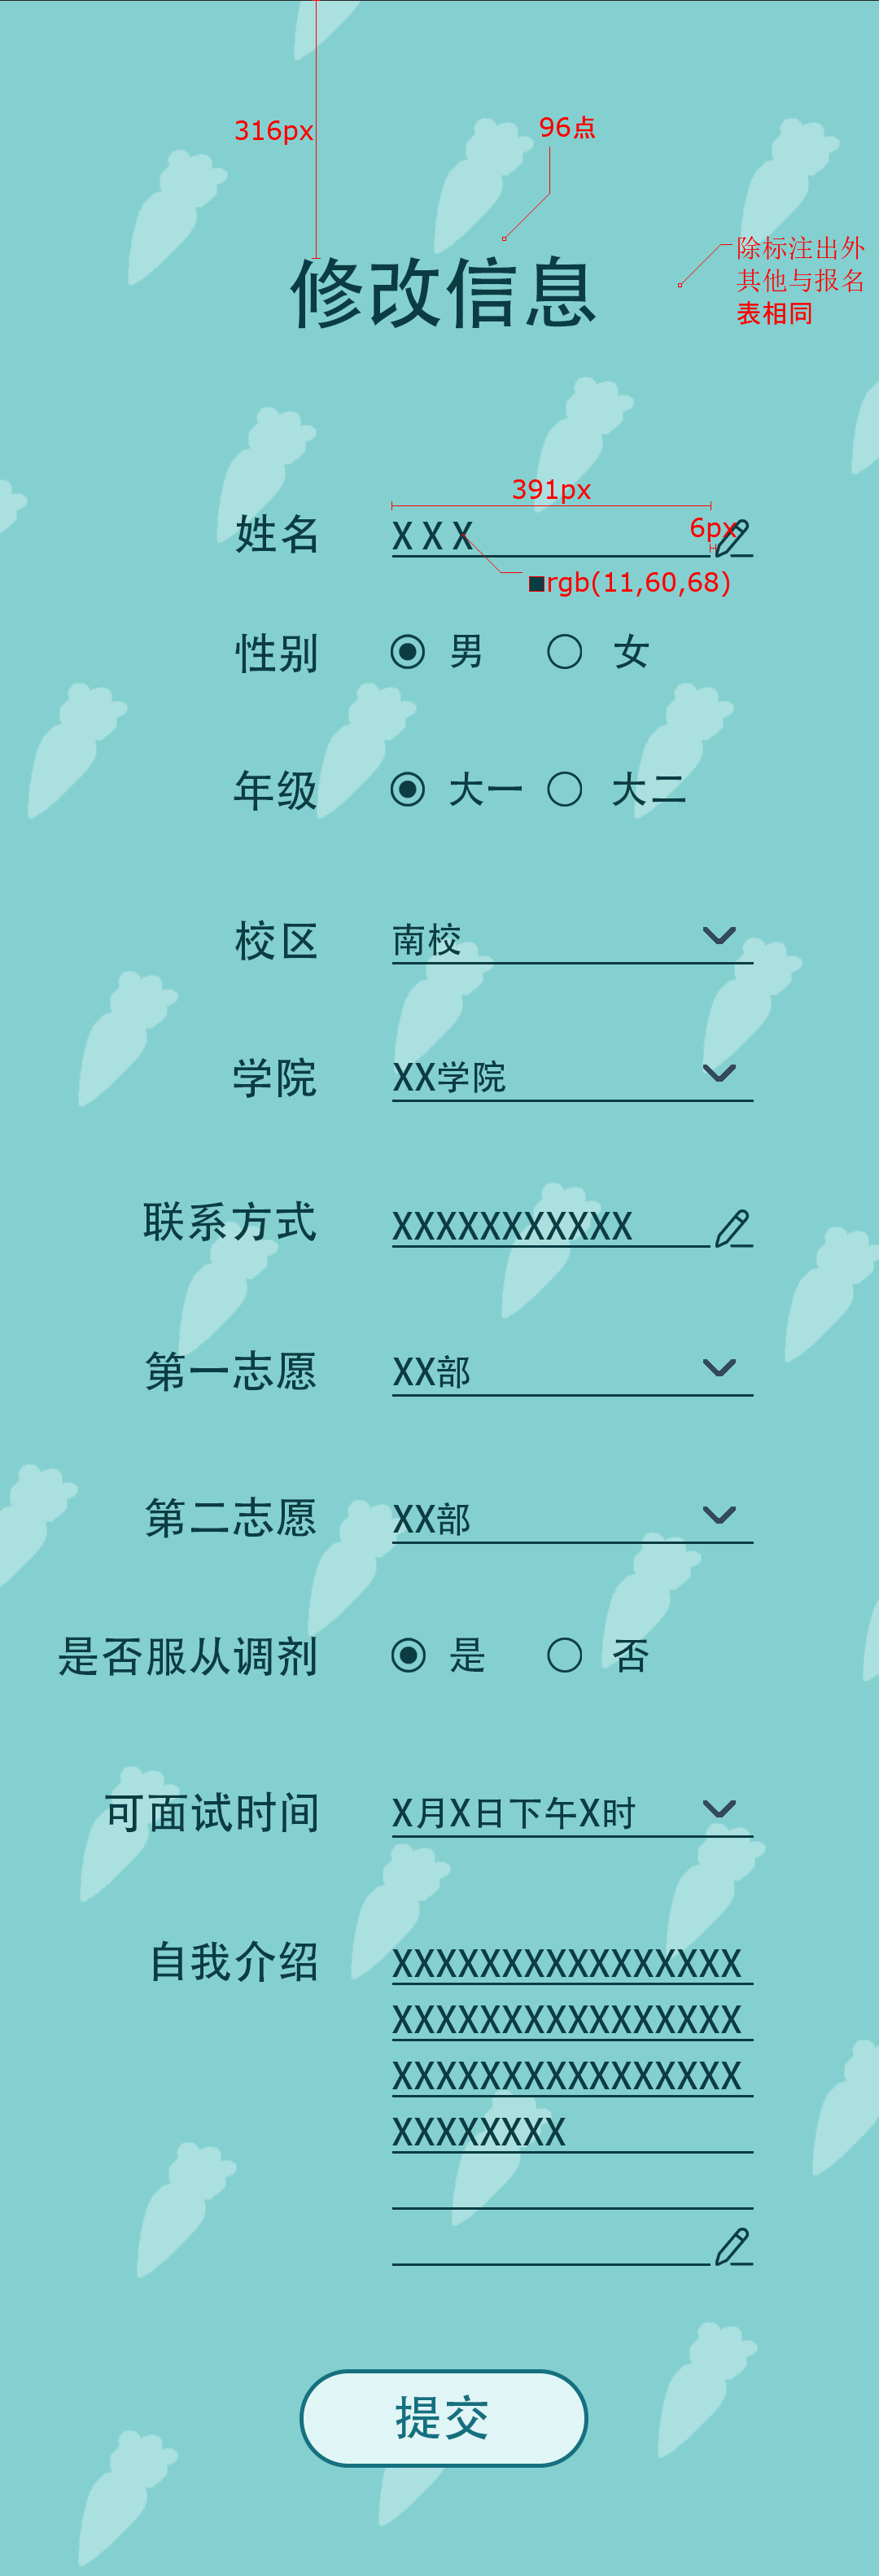 316px
96点
修改信息
除标注出外
其他与报名
表相同
391px
姓名 X X X 6px
rgb(11,60,68)
性别 男 女
年级 大一 大二
校区 南校
学院 XX学院
联系方式 XXXXXXXXXXX
第一志愿 XX部
第二志愿 XX部
是否服从调剂 是 否
可面试时间 X月X日下午X时
自我介绍 XXXXXXXXXXXXXXXX
XXXXXXXXXXXXXXXX
XXXXXXXXXXXXXXXX
XXXXXXXX
提交